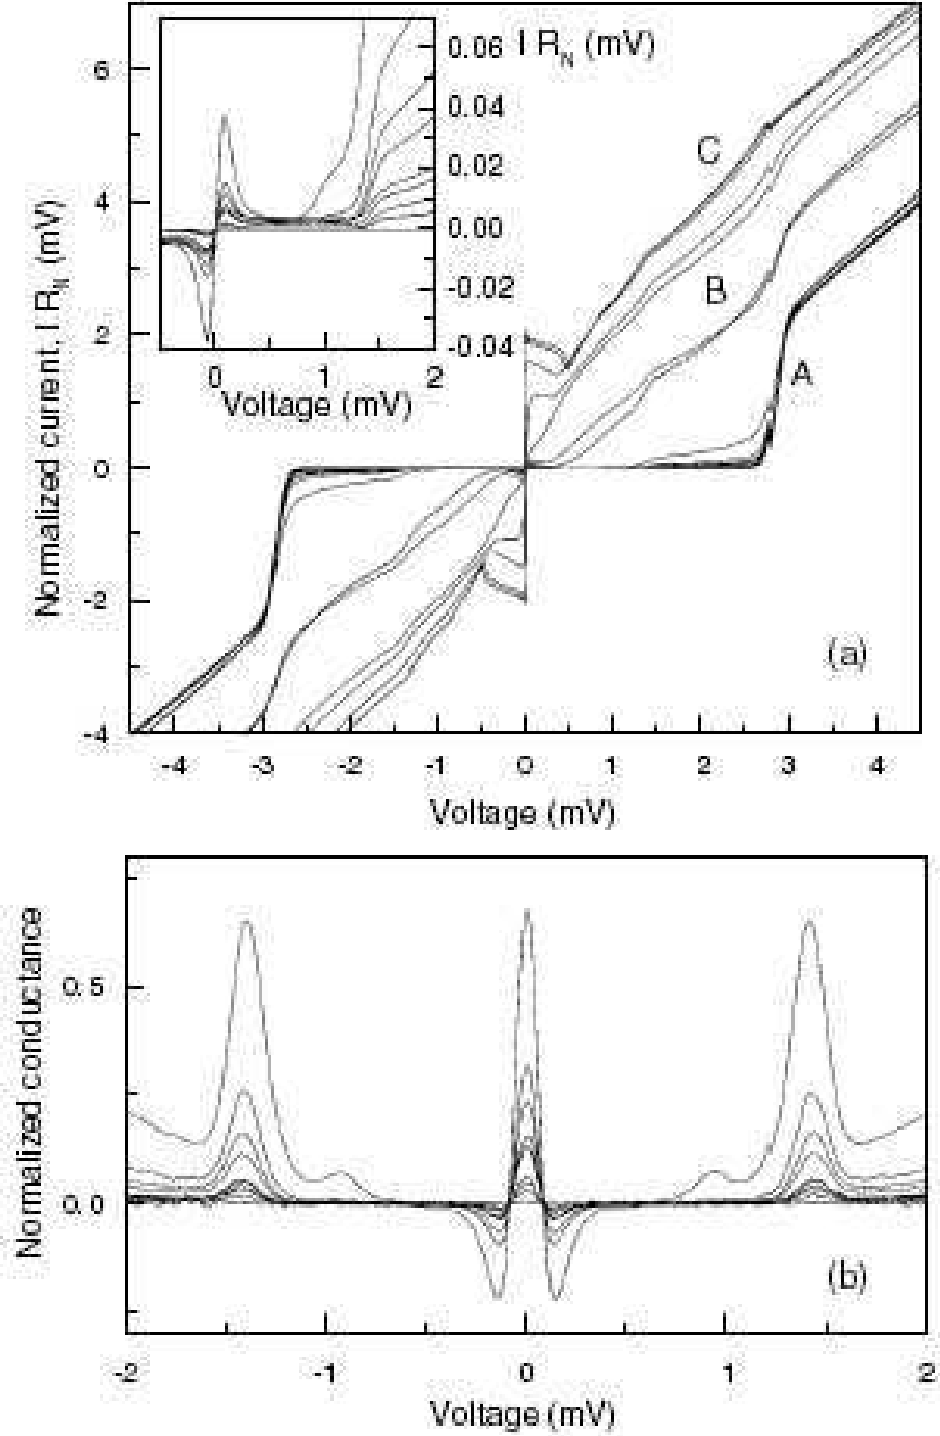 0.06 I R_N (mV)
0.04
0.02
0.00
-0.02
-0.04
0 1 2
Voltage (mV)
6
4
2
0
-2
-4
Normalized current, I R_N (mV)
C
B
A
(a)
-4 -3 -2 -1 0 1 2 3 4
Voltage (mV)
0.5
0.0
Normalized conductance
(b)
-2 -1 0 1 2
Voltage (mV)